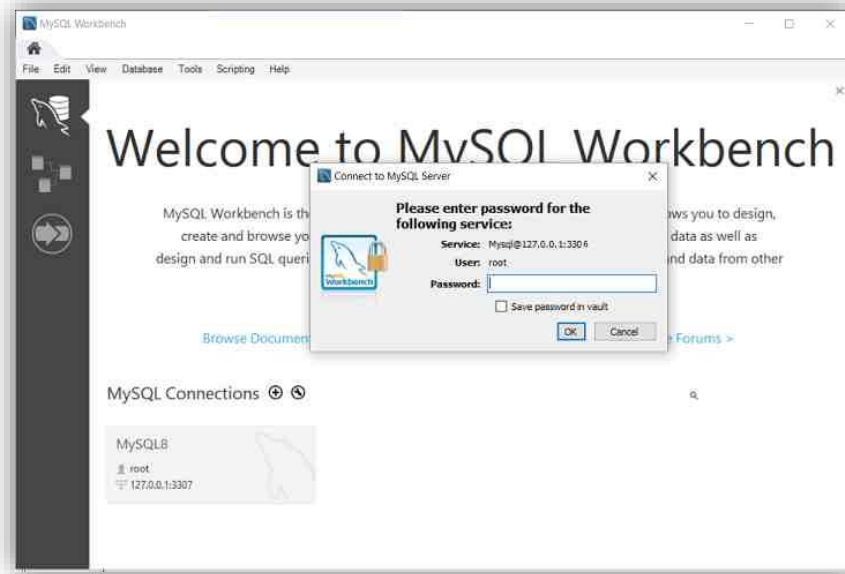 MySQL Workbench
File Edit View Database Tools Scripting Help
Welcome to MySQL Workbench
Connect to MySQL Server
MySQL Workbench is th
ws you to design,
create and browse yo
data as well as
design and run SQL queri
nd data from other
Please enter password for the
following service:
Service: Mysql@127.0.0.1:3306
User: root
Password:
Save password in vault
OK Cancel
MySQL
Workbench
Browse Documen
Forums >
MySQL Connections
MySQL8
root
127.0.0.1:3307